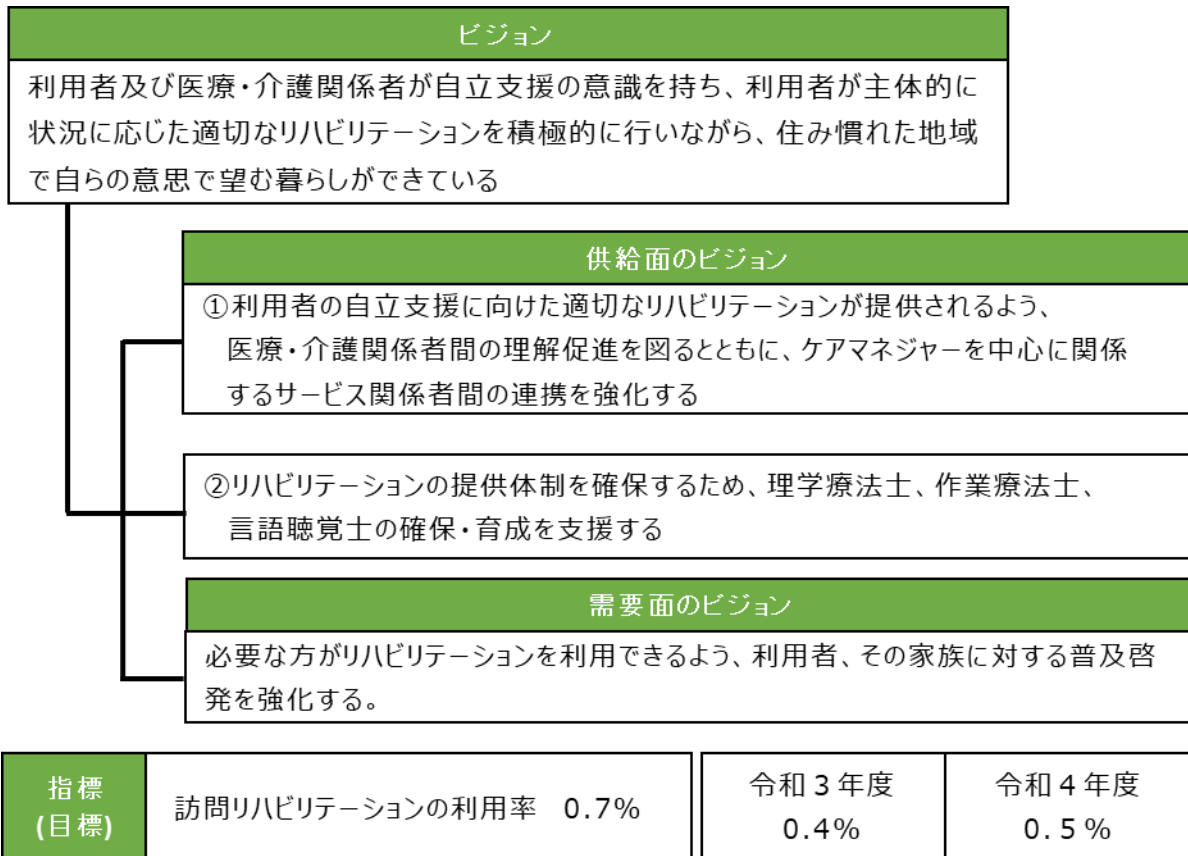 ビジョン
利用者及び医療・介護関係者が自立支援の意識を持ち、利用者が主体的に
状況に応じた適切なリハビリテーションを積極的に行いながら、住み慣れた地域
で自らの意思で望む暮らしができている
供給面のビジョン
①利用者の自立支援に向けた適切なリハビリテーションが提供されるよう、
医療・介護関係者間の理解促進を図るとともに、ケアマネジャーを中心に関係
するサービス関係者間の連携を強化する
②リハビリテーションの提供体制を確保するため、理学療法士、作業療法士、
言語聴覚士の確保・育成を支援する
需要面のビジョン
必要な方がリハビリテーションを利用できるよう、利用者、その家族に対する普及啓
発を強化する。
指標
(目標)
訪問リハビリテーションの利用率　0.7%
令和３年度
0.4%
令和４年度
0.５%